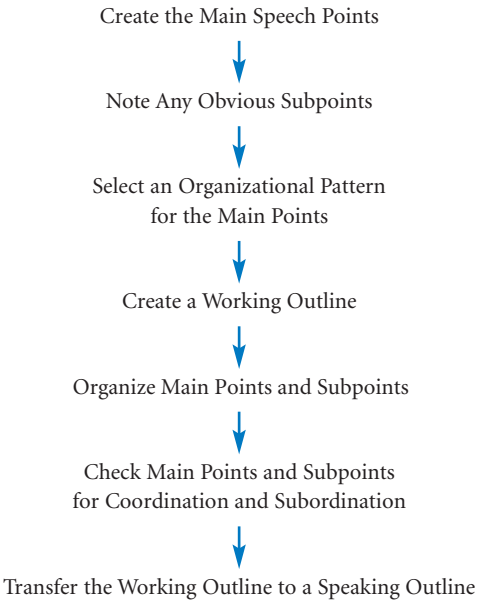 Create the Main Speech Points
Note Any Obvious Subpoints
Select an Organizational Pattern
for the Main Points
Create a Working Outline
Organize Main Points and Subpoints
Check Main Points and Subpoints
for Coordination and Subordination
Transfer the Working Outline to a Speaking Outline